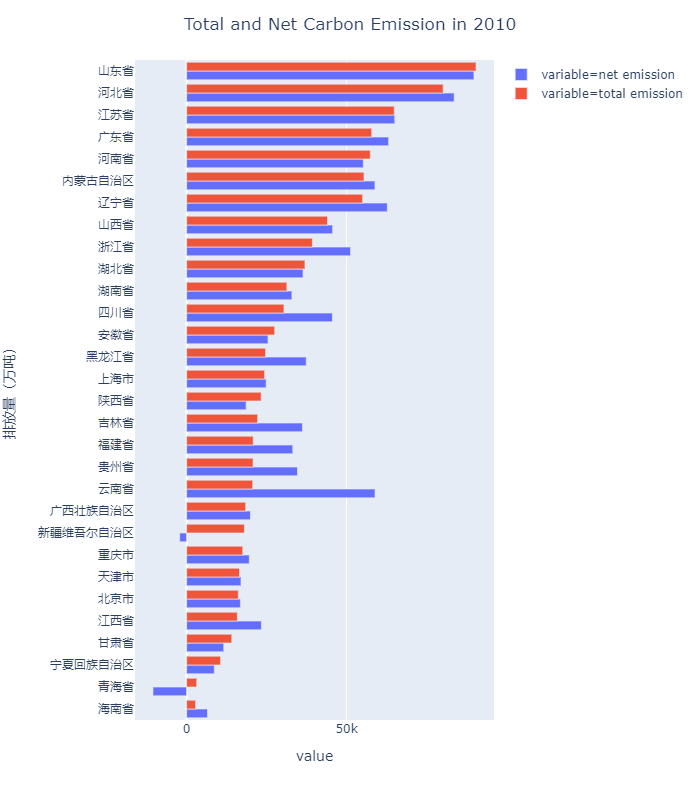 Total and Net Carbon Emission in 2010
variable=net emission
variable=total emission
山东省
河北省
江苏省
广东省
河南省
内蒙古自治区
辽宁省
山西省
浙江省
湖北省
湖南省
四川省
安徽省
黑龙江省
上海市
陕西省
吉林省
福建省
贵州省
云南省
广西壮族自治区
新疆维吾尔自治区
重庆市
天津市
北京市
江西省
甘肃省
宁夏回族自治区
青海省
海南省
排放量（万吨）
0 50k
value